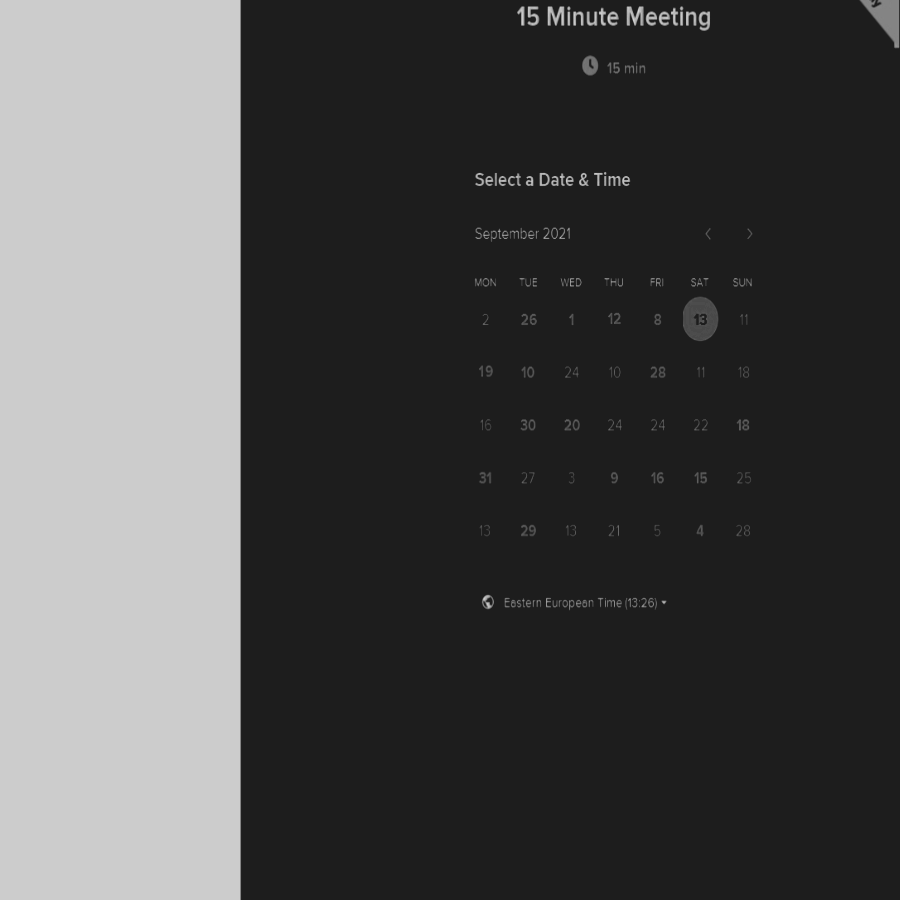 15 Minute Meeting
15 min
Select a Date & Time
September 2021
MON TUE WED THU FRI SAT SUN
2 26 1 12 8 13 11
19 10 24 10 28 11 18
16 30 20 24 24 22 18
31 27 3 9 16 15 25
13 29 13 21 5 4 28
Eastern European Time (13:26)